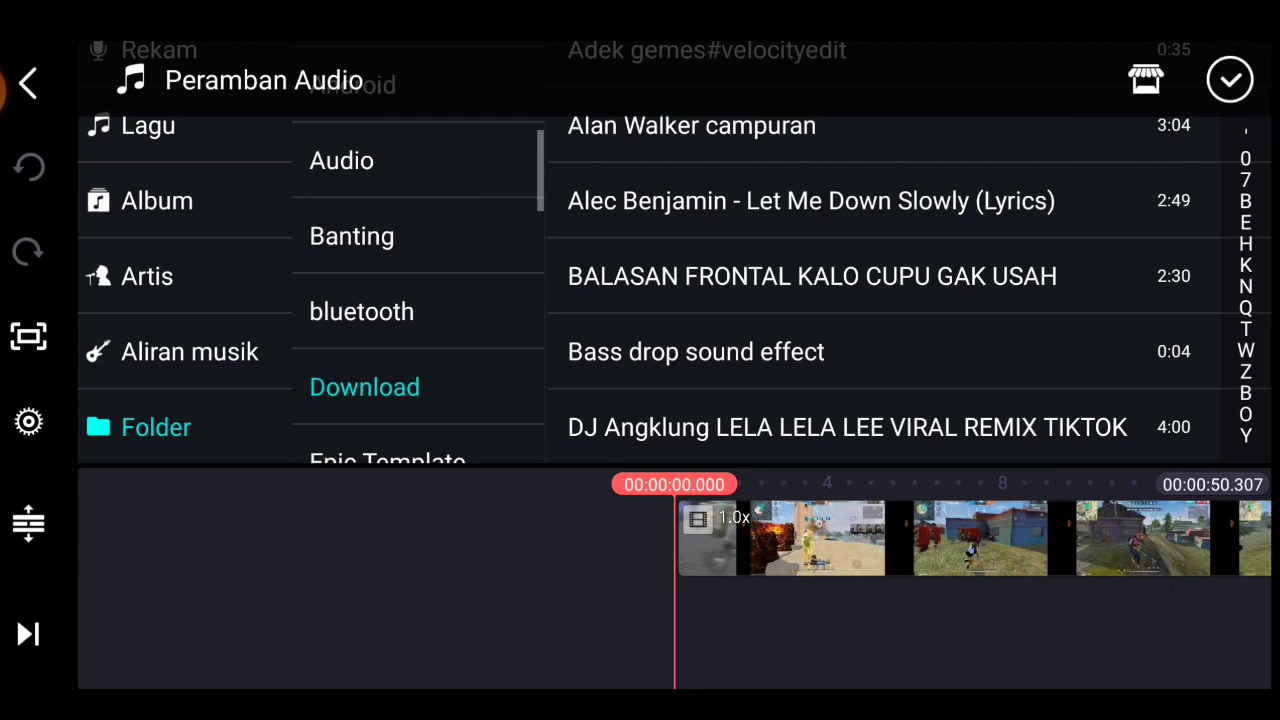 Peramban Audio
Rekam
Lagu
Album
Artis
Aliran musik
Folder
Android
Audio
Banting
bluetooth
Download
Epic Template
Adek gemes#velocityedit 0:35
Alan Walker campuran 3:04
Alec Benjamin - Let Me Down Slowly (Lyrics) 2:49
BALASAN FRONTAL KALO CUPU GAK USAH 2:30
Bass drop sound effect 0:04
DJ Angklung LELA LELA LEE VIRAL REMIX TIKTOK 4:00
'
0
7
B
E
H
K
N
Q
T
W
Z
B
O
Y
00:00:00.000 4 8 00:00:50.307
1.0x